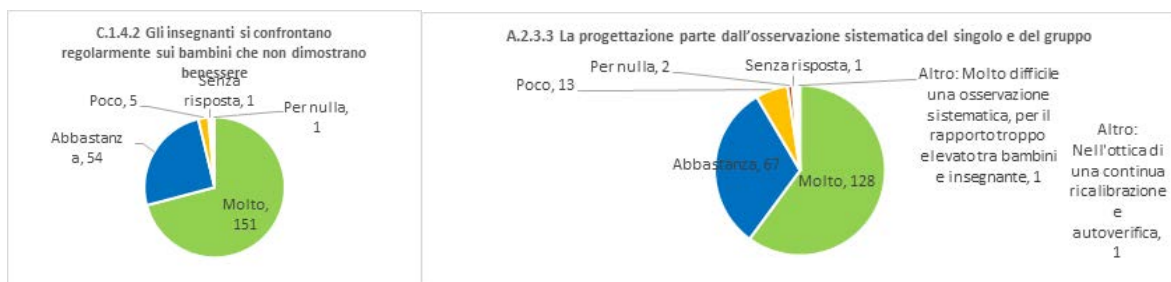 C.1.4.2 Gli insegnanti si confrontano
regolarmente sui bambini che non dimostrano
benessere
Senza
risposta, 1
Per nulla,
1
Poco, 5
Abbastanz
a, 54
Molto,
151
A.2.3.3 La progettazione parte dall'osservazione sistematica del singolo e del gruppo
Per nulla, 2
Senza risposta, 1
Poco, 13
Abbastanza, 67
Molto, 128
Altro: Molto difficile
una osservazione
sistematica, per il
rapporto troppo
elevato tra bambini
e insegnante, 1
Altro:
Nell'ottica di
una continua
ricalibrazione
e
autoverifica,
1